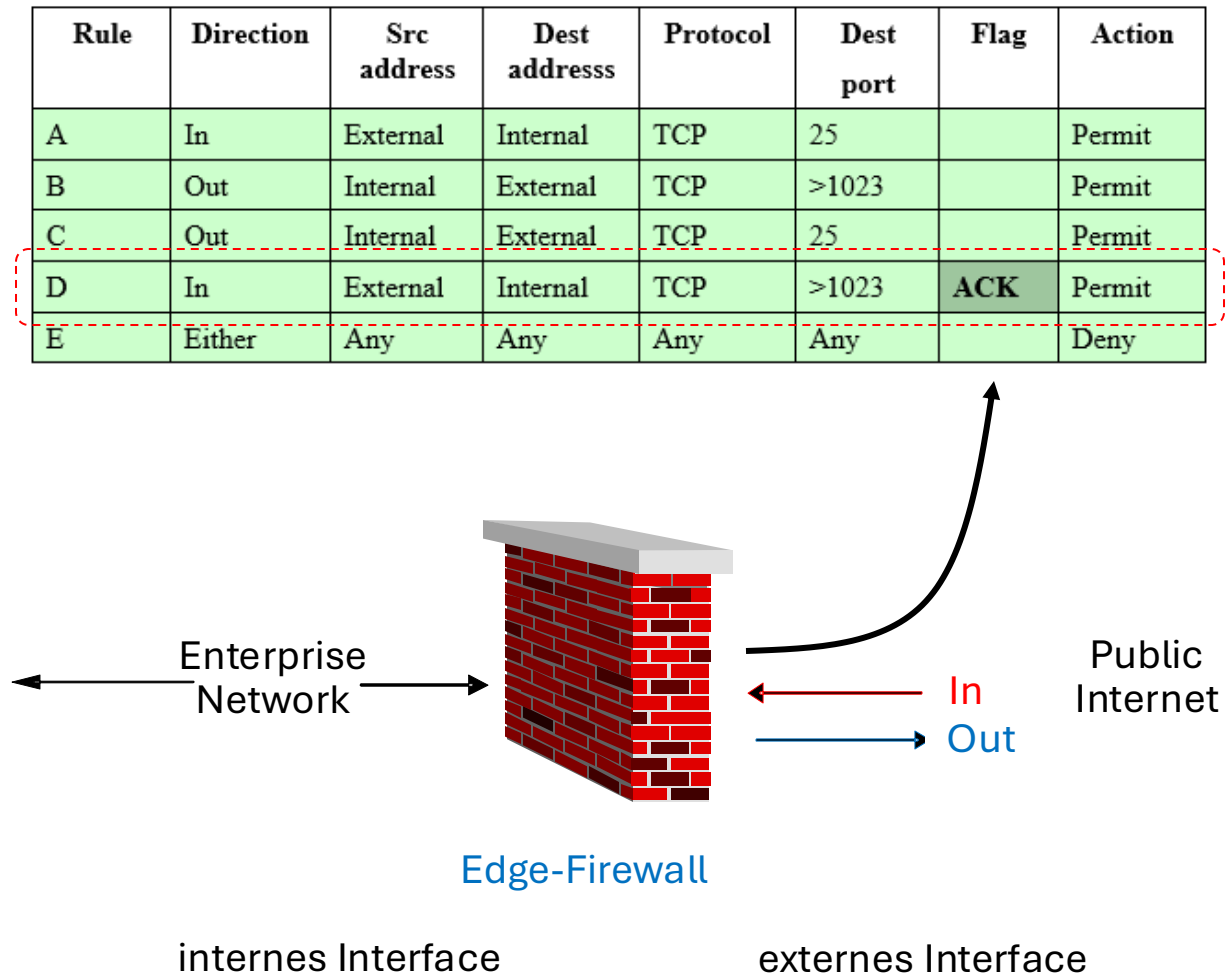 Rule Direction Src address Dest addresss Protocol Dest port Flag Action
A In External Internal TCP 25 Permit
B Out Internal External TCP >1023 Permit
C Out Internal External TCP 25 Permit
D In External Internal TCP >1023 ACK Permit
E Either Any Any Any Any Deny
Enterprise
Network
In
Out
Public
Internet
Edge-Firewall
internes Interface
externes Interface